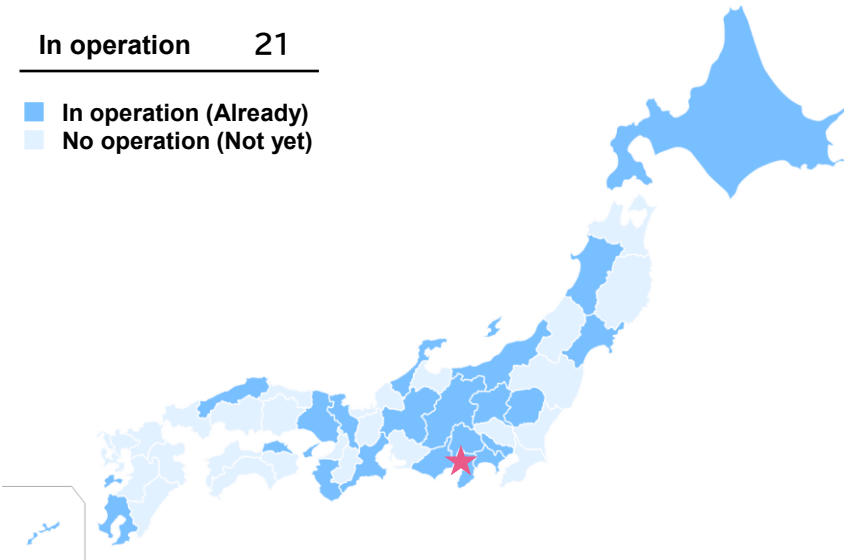 In operation 21
In operation (Already)
No operation (Not yet)